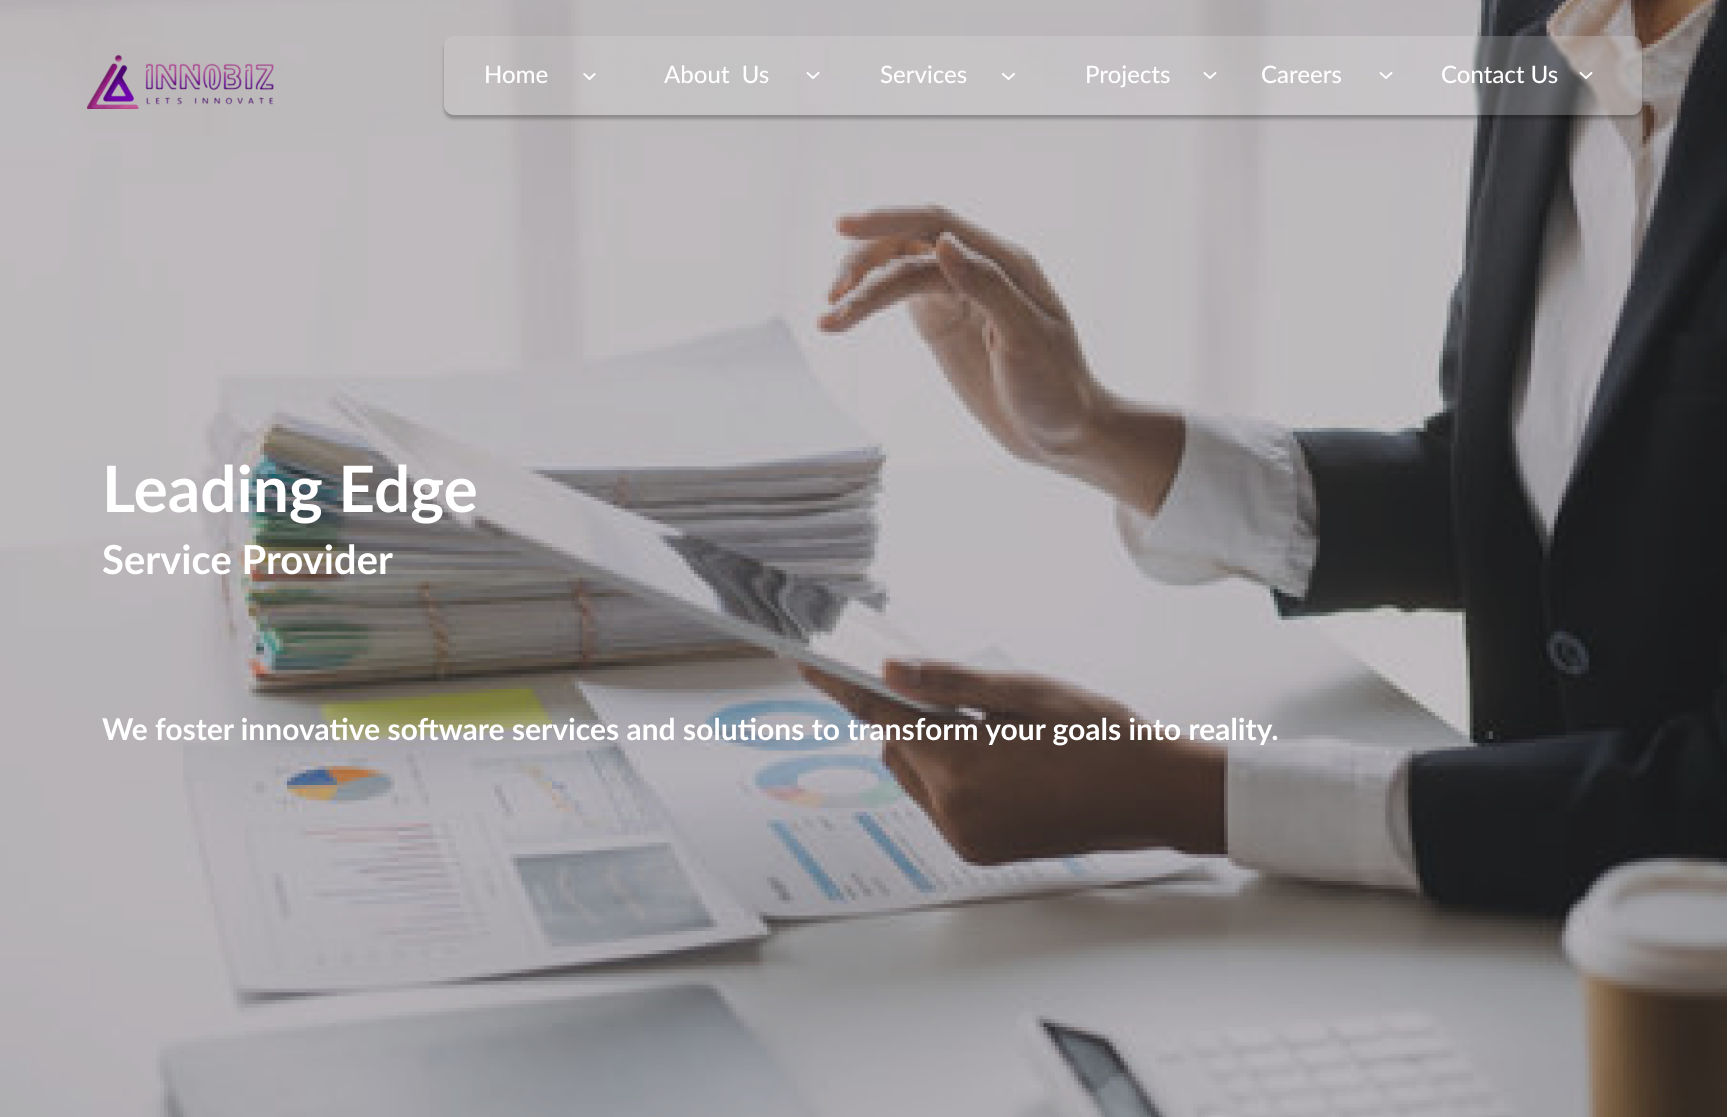 INNOBIZ
LETS INNOVATE
Home
About Us
Services
Projects
Careers
Contact Us
Leading Edge
Service Provider
We foster innovative software services and solutions to transform your goals into reality.